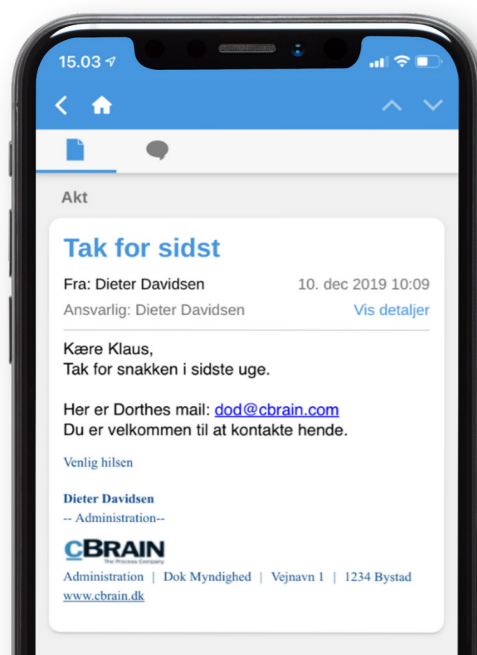 15.03
Akt
Tak for sidst
Fra: Dieter Davidsen 10. dec 2019 10:09
Ansvarlig: Dieter Davidsen Vis detaljer
Kære Klaus,
Tak for snakken i sidste uge.
Her er Dorthes mail: dod@cbrain.com
Du er velkommen til at kontakte hende.
Venlig hilsen
Dieter Davidsen
-- Administration--
CBRAIN
The Process Company
Administration | Dok Myndighed | Vejnavn 1 | 1234 Bystad
www.cbrain.dk